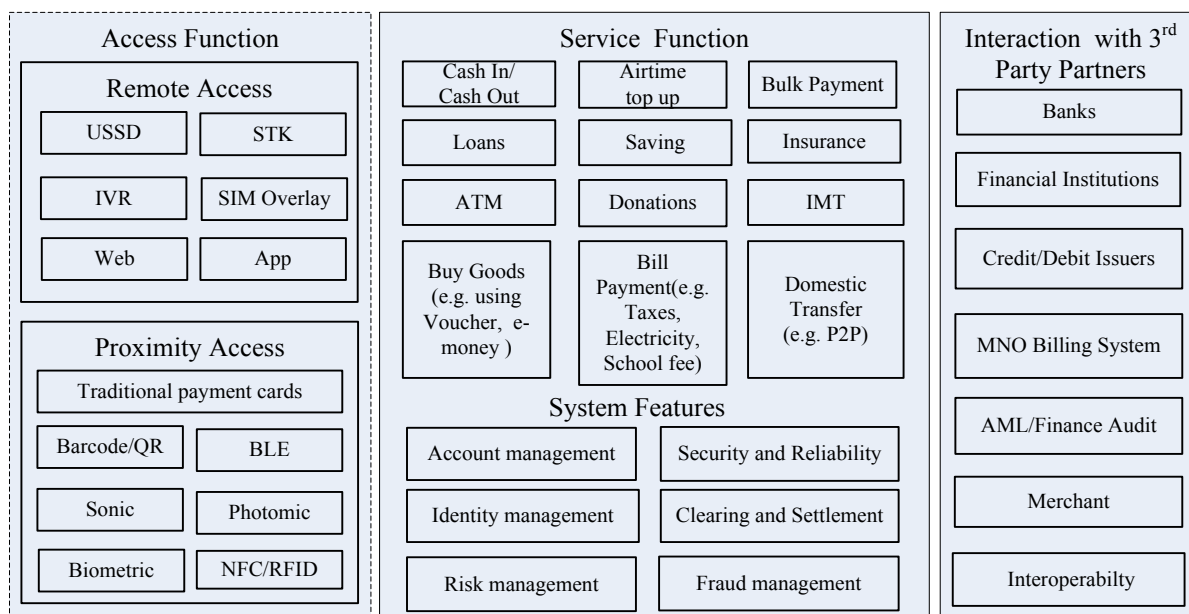 Access Function
Remote Access
USSD
STK
IVR
SIM Overlay
Web
App
Proximity Access
Traditional payment cards
Barcode/QR
BLE
Sonic
Photomic
Biometric
NFC/RFID
Service Function
Cash In/
Cash Out
Airtime
top up
Bulk Payment
Loans
Saving
Insurance
ATM
Donations
IMT
Buy Goods
(e.g. using
Voucher, e-
money )
Bill
Payment(e.g.
Taxes,
Electricity,
School fee)
Domestic
Transfer
(e.g. P2P)
System Features
Account management
Security and Reliability
Identity management
Clearing and Settlement
Risk management
Fraud management
Interaction with 3rd
Party Partners
Banks
Financial Institutions
Credit/Debit Issuers
MNO Billing System
AML/Finance Audit
Merchant
Interoperabilty